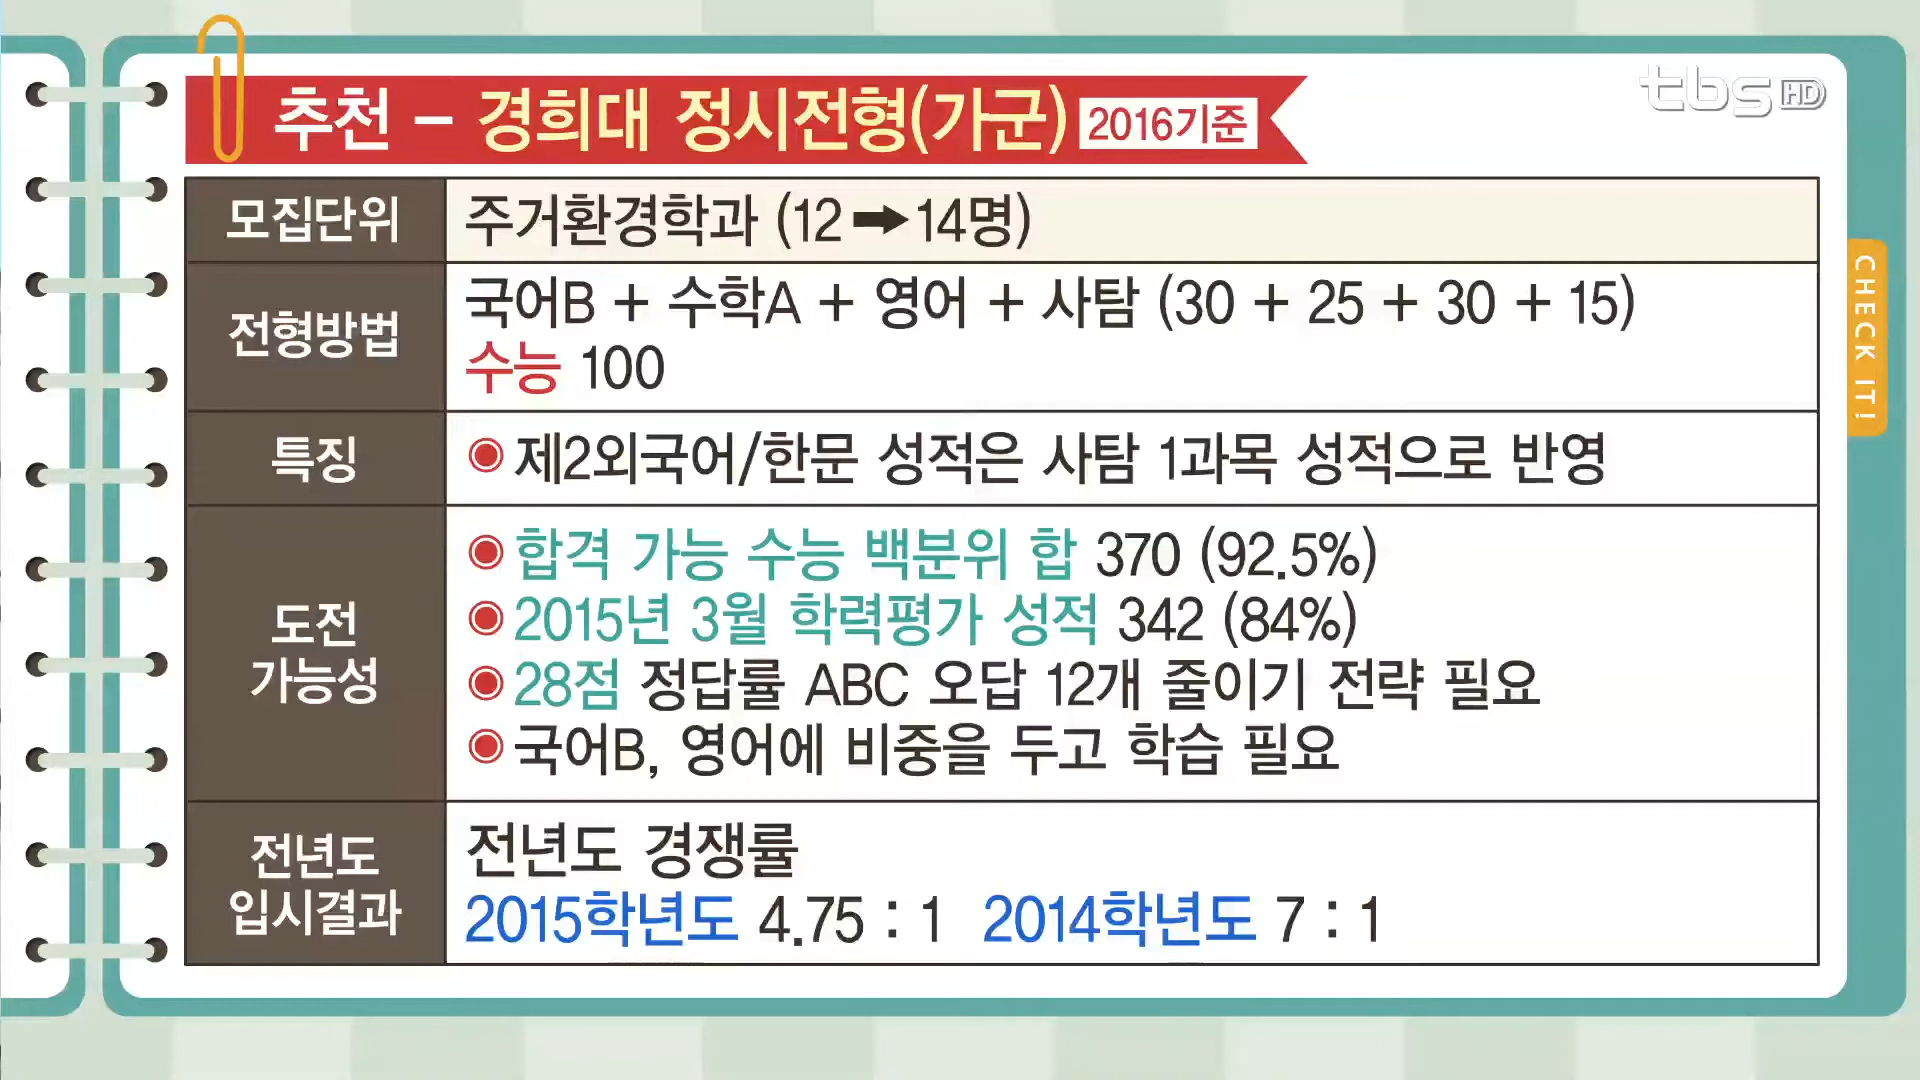 추천 – 경희대 정시전형(가군) 2016기준
tbs HD
모집단위
주거환경학과 (12➡14명)
전형방법
국어B + 수학A + 영어 + 사탐 (30 + 25 + 30 + 15)
수능 100
특징
◉ 제2외국어/한문 성적은 사탐 1과목 성적으로 반영
도전
가능성
◉ 합격 가능 수능 백분위 합 370 (92.5%)
◉ 2015년 3월 학력평가 성적 342 (84%)
◉ 28점 정답률 ABC 오답 12개 줄이기 전략 필요
◉ 국어B, 영어에 비중을 두고 학습 필요
전년도
입시결과
전년도 경쟁률
2015학년도 4.75 : 1 2014학년도 7 : 1
CHECK IT!